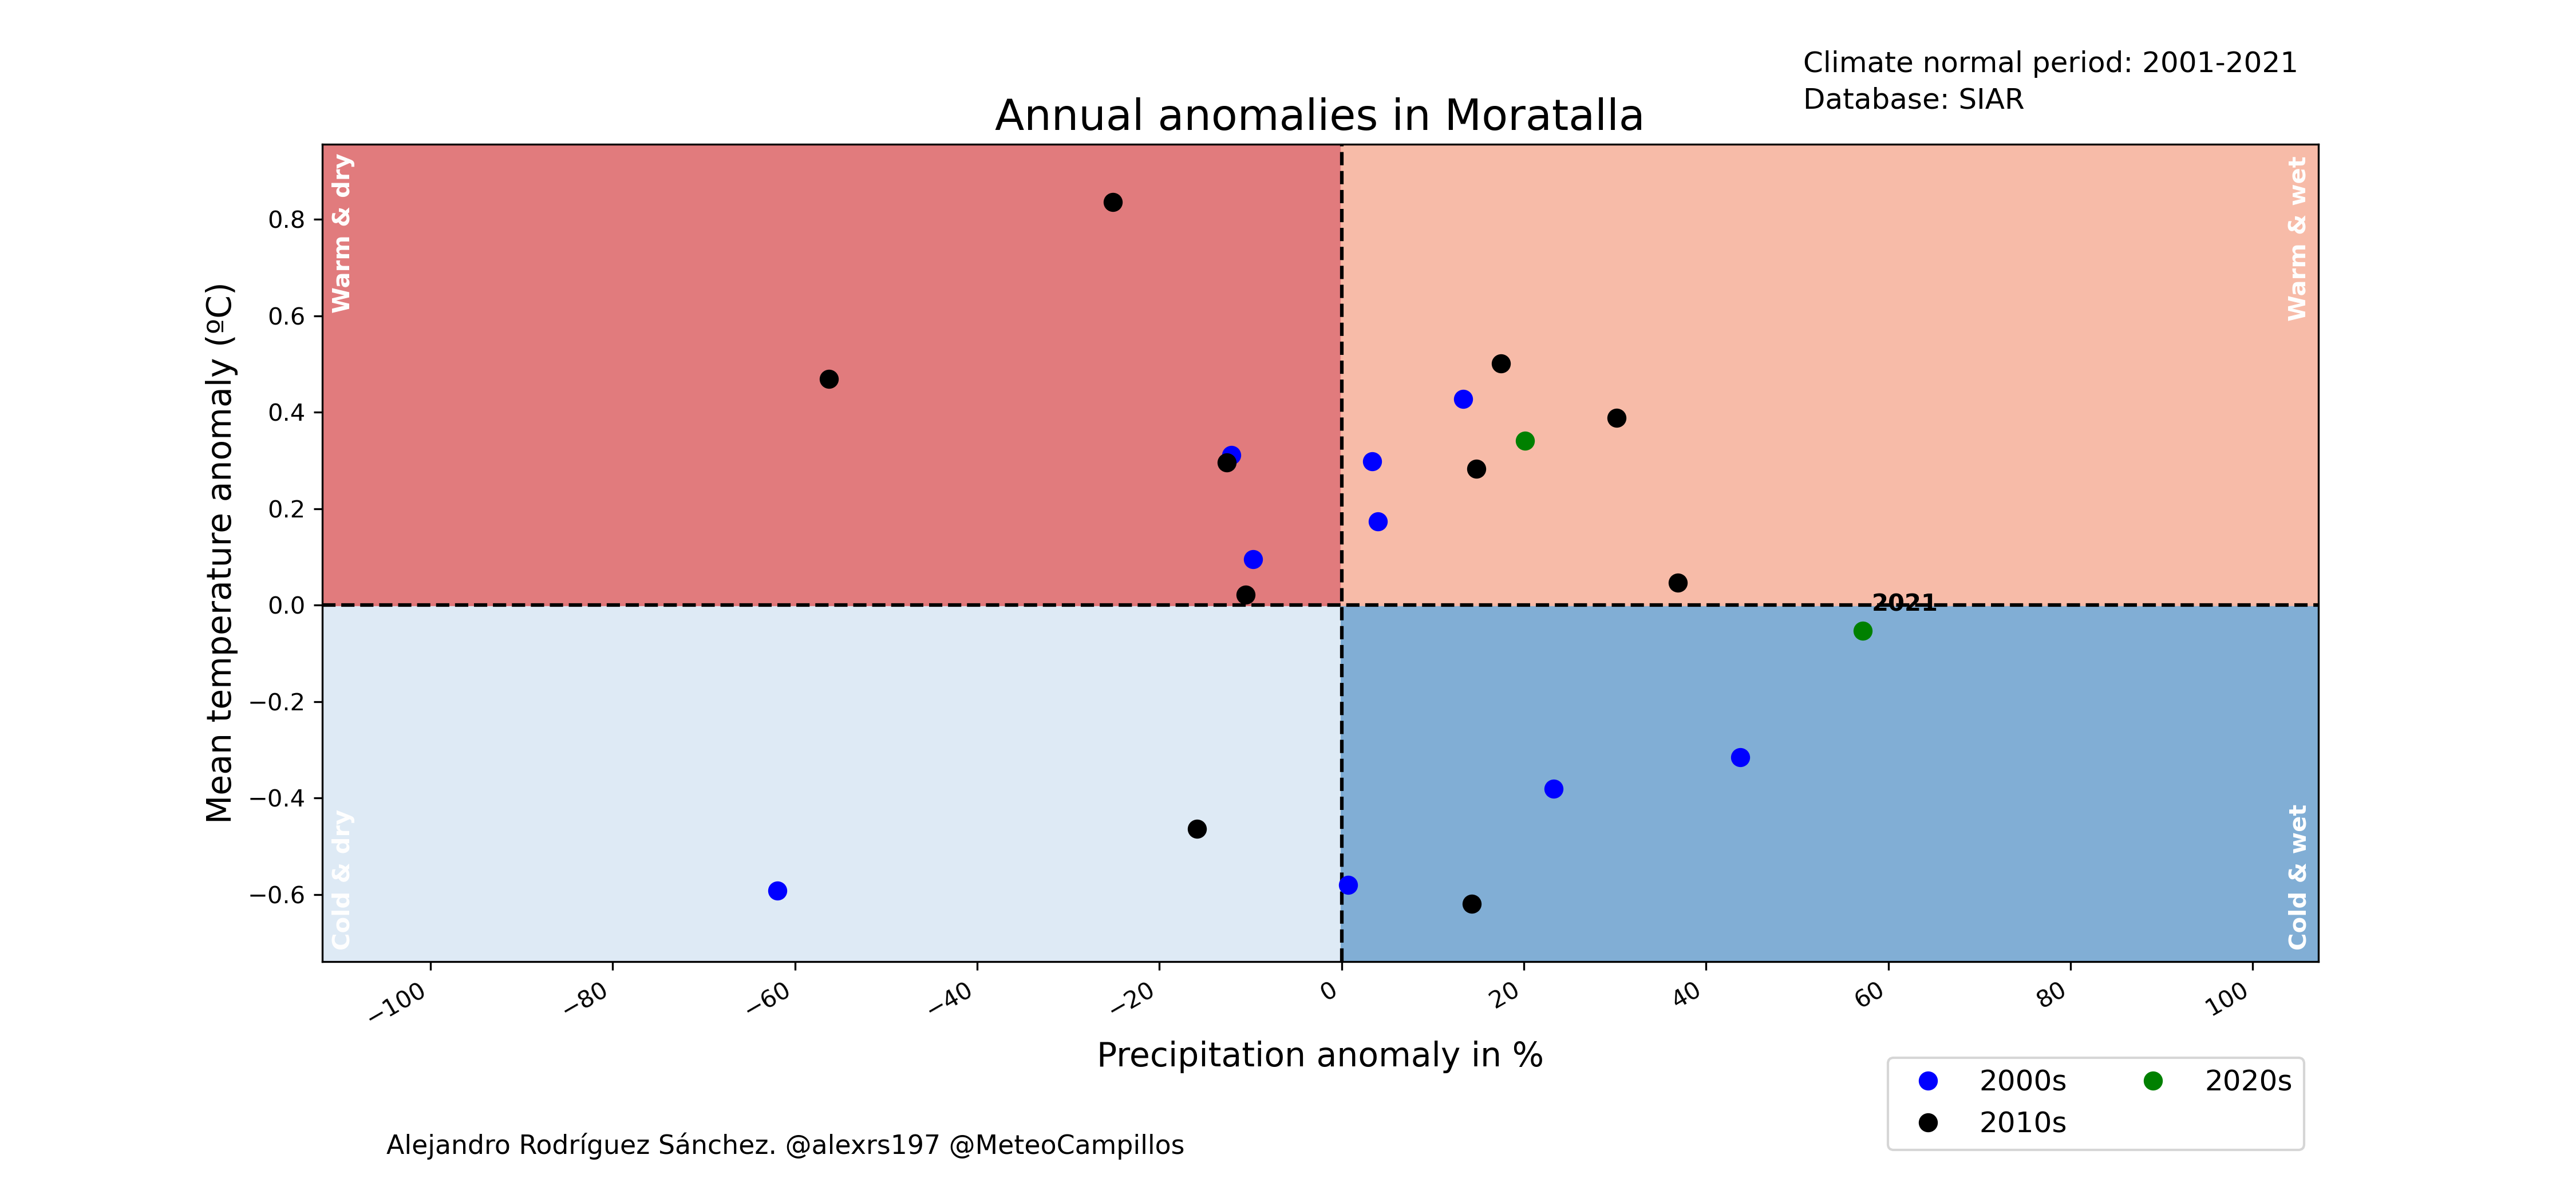 Climate normal period: 2001-2021
Database: SIAR
Annual anomalies in Moratalla
Warm & dry
Warm & wet
Mean temperature anomaly (ºC)
0.8
0.6
0.4
0.2
0.0
−0.2
−0.4
−0.6
2021
Cold & dry
Cold & wet
−100
−80
−60
−40
−20
0
20
40
60
80
100
Precipitation anomaly in %
2000s
2020s
2010s
Alejandro Rodríguez Sánchez. @alexrs197 @MeteoCampillos